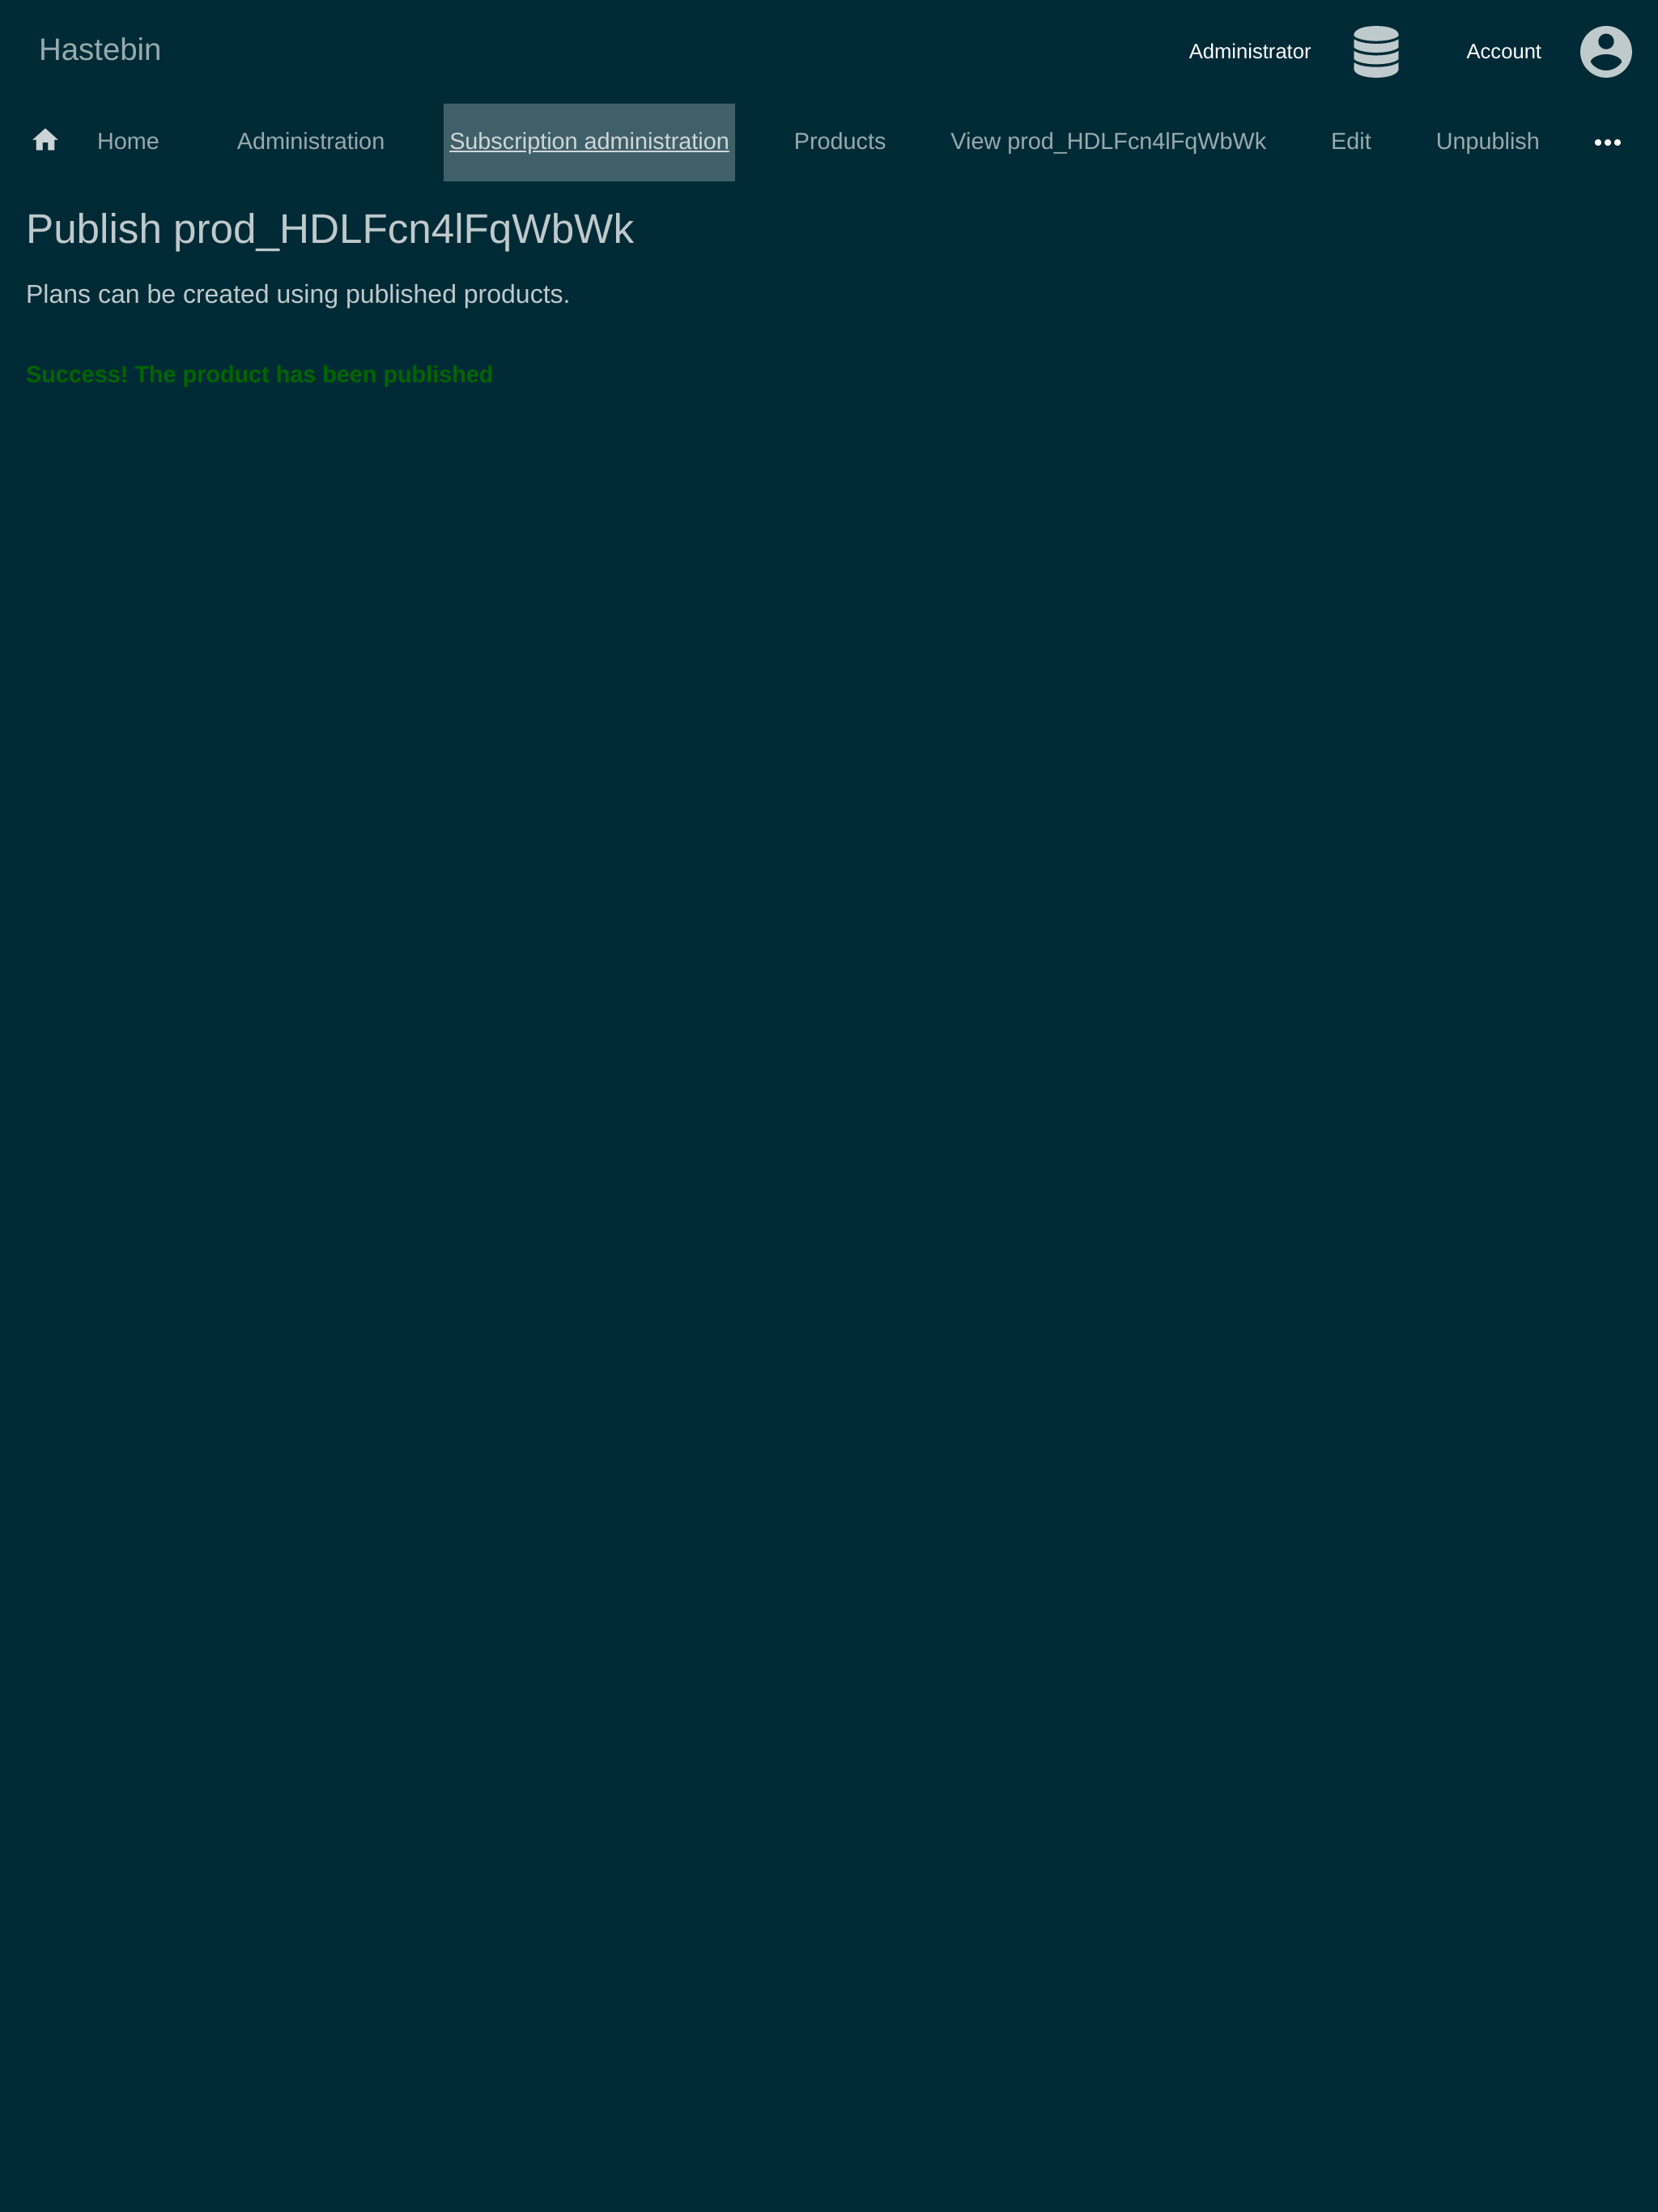 Hastebin
Administrator
Account
Home
Administration
Subscription administration
Products
View prod_HDLFcn4lFqWbWk
Edit
Unpublish
Publish prod_HDLFcn4lFqWbWk
Plans can be created using published products.
Success! The product has been published